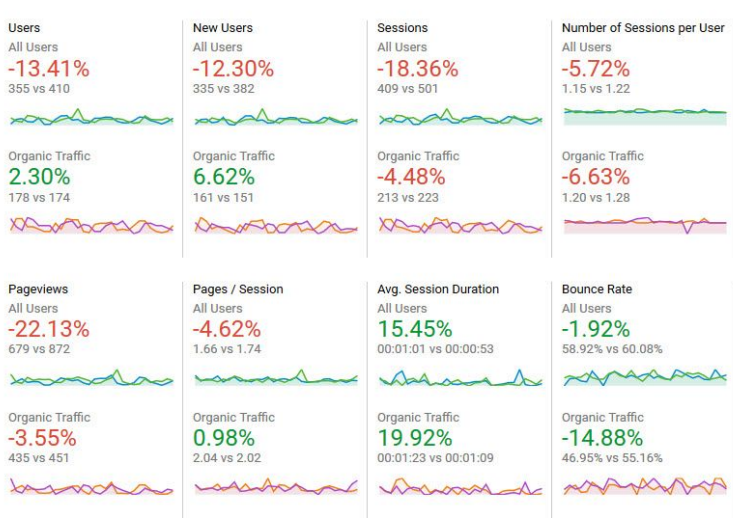 Users
All Users
-13.41%
355 vs 410
Organic Traffic
2.30%
178 vs 174
New Users
All Users
-12.30%
335 vs 382
Organic Traffic
6.62%
161 vs 151
Sessions
All Users
-18.36%
409 vs 501
Organic Traffic
-4.48%
213 vs 223
Number of Sessions per User
All Users
-5.72%
1.15 vs 1.22
Organic Traffic
-6.63%
1.20 vs 1.28
Pageviews
All Users
-22.13%
679 vs 872
Organic Traffic
-3.55%
435 vs 451
Pages / Session
All Users
-4.62%
1.66 vs 1.74
Organic Traffic
0.98%
2.04 vs 2.02
Avg. Session Duration
All Users
15.45%
00:01:01 vs 00:00:53
Organic Traffic
19.92%
00:01:23 vs 00:01:09
Bounce Rate
All Users
-1.92%
58.92% vs 60.08%
Organic Traffic
-14.88%
46.95% vs 55.16%